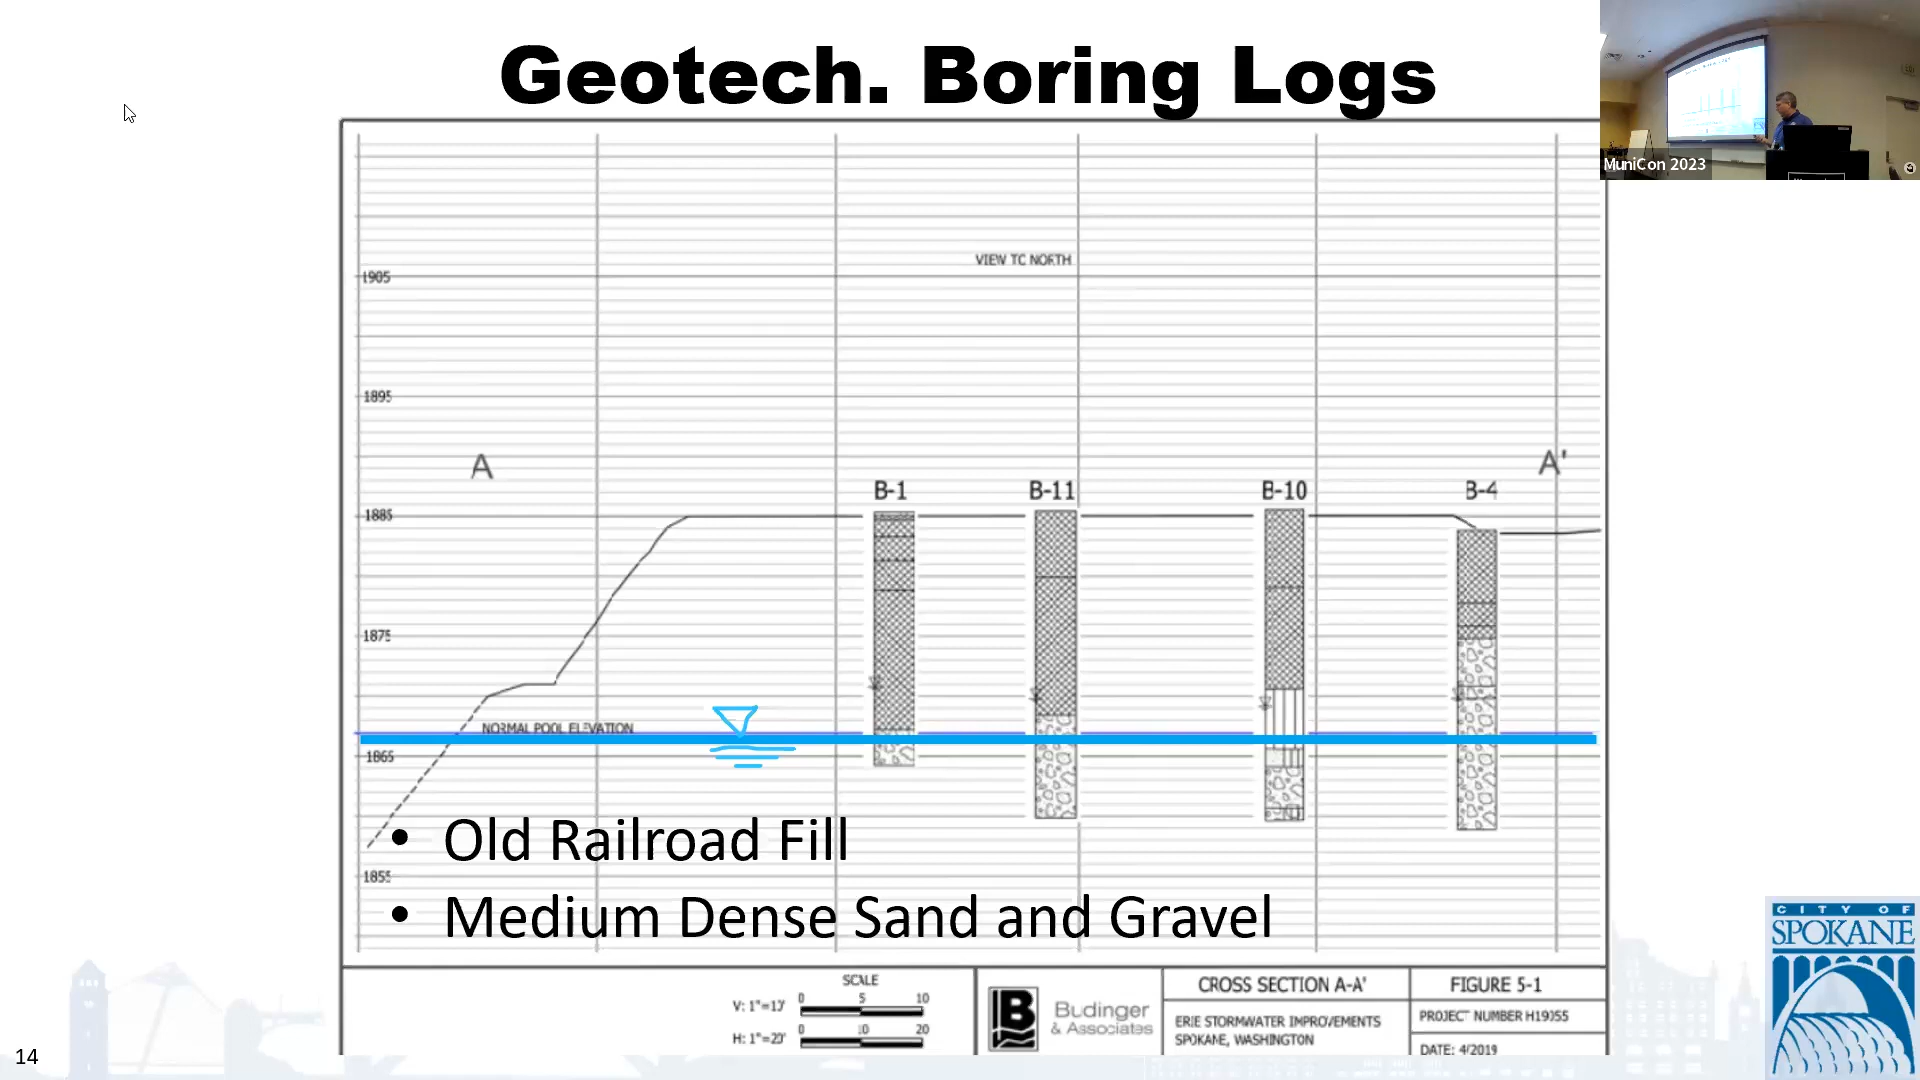 Geotech. Boring Logs
MuniCon 2023
VIEW TO NORTH
1905
1895
A
A'
B-1
B-11
B-10
B-4
1885
1875
NORMAL POOL ELEVATION
1865
• Old Railroad Fill
1855
• Medium Dense Sand and Gravel
SCALE
V: 1"=10'
0 5 10
H: 1"=20'
0 10 20
B
Budinger
& Associates
CROSS SECTION A-A'
ERIE STORMWATER IMPROVEMENTS
SPOKANE, WASHINGTON
FIGURE 5-1
PROJECT NUMBER H19055
DATE: 4/2019
CITY OF
SPOKANE
14